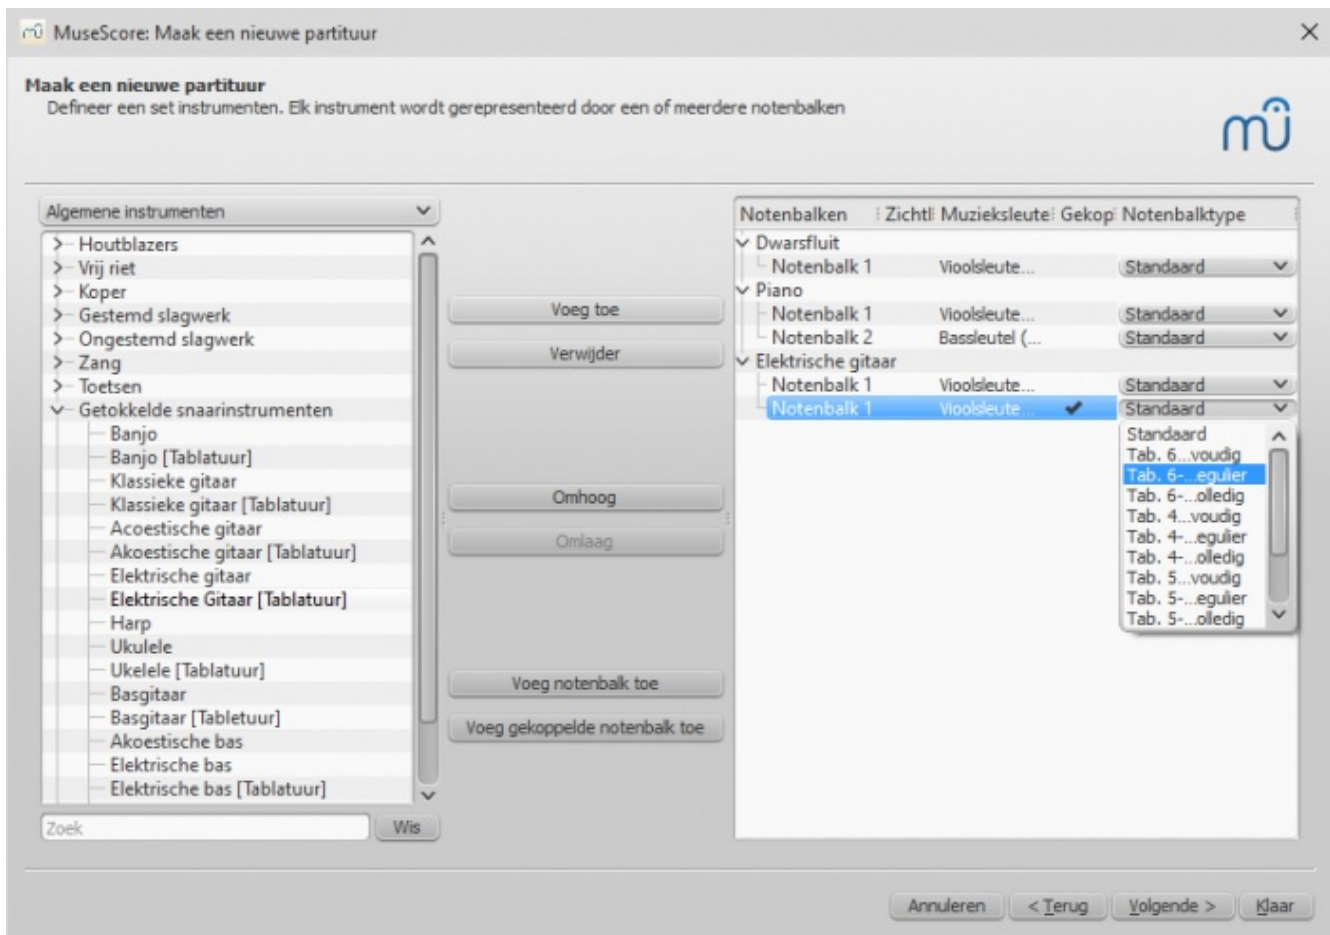 MuseScore: Maak een nieuwe partituur
Maak een nieuwe partituur
Defineer een set instrumenten. Elk instrument wordt gerepresenteerd door een of meerdere notenbalken
mů
Algemene instrumenten
Houtblazers
Vrij riet
Koper
Gestemd slagwerk
Ongestemd slagwerk
Zang
Toetsen
Getokkelde snaarinstrumenten
Banjo
Banjo [Tablatuur]
Klassieke gitaar
Klassieke gitaar [Tablatuur]
Acoestische gitaar
Akoestische gitaar [Tablatuur]
Elektrische gitaar
Elektrische Gitaar [Tablatuur]
Harp
Ukulele
Ukelele [Tablatuur]
Basgitaar
Basgitaar [Tabletuur]
Akoestische bas
Elektrische bas
Elektrische bas [Tablatuur]
Zoek Wis
Voeg toe
Verwijder
Omhoog
Omlaag
Voeg notenbalk toe
Voeg gekoppelde notenbalk toe
Notenbalken Zichtl Muzieksleute Gekop Notenbalktype
Dwarsfluit
Notenbalk 1 Vioolsleute... Standaard
Piano
Notenbalk 1 Vioolsleute... Standaard
Notenbalk 2 Bassleutel (... Standaard
Elektrische gitaar
Notenbalk 1 Vioolsleute... Standaard
Notenbalk 1 Vioolsleute... Standaard
Standaard
Tab. 6...voudig
Tab. 6-...egulier
Tab. 6-...olledig
Tab. 4...voudig
Tab. 4-...egulier
Tab. 4-...olledig
Tab. 5...voudig
Tab. 5-...egulier
Tab. 5-...olledig
Annuleren < Terug Volgende > Klaar